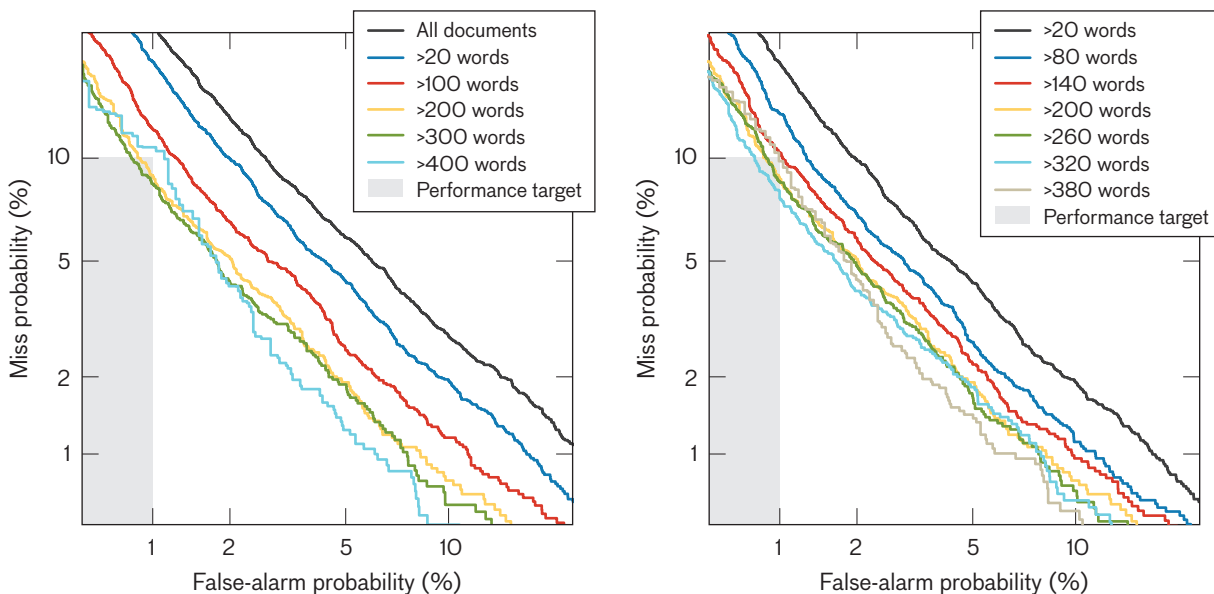 All documents
>20 words
>100 words
>200 words
>300 words
>400 words
Performance target
Miss probability (%)
10
5
2
1
1 2 5 10
False-alarm probability (%)
>20 words
>80 words
>140 words
>200 words
>260 words
>320 words
>380 words
Performance target
Miss probability (%)
10
5
2
1
1 2 5 10
False-alarm probability (%)